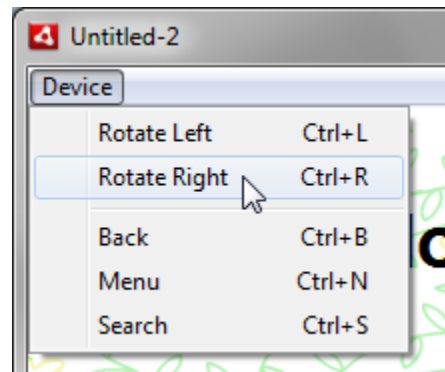 Untitled-2
Device
Rotate Left Ctrl+L
Rotate Right Ctrl+R
Back Ctrl+B
Menu Ctrl+N
Search Ctrl+S